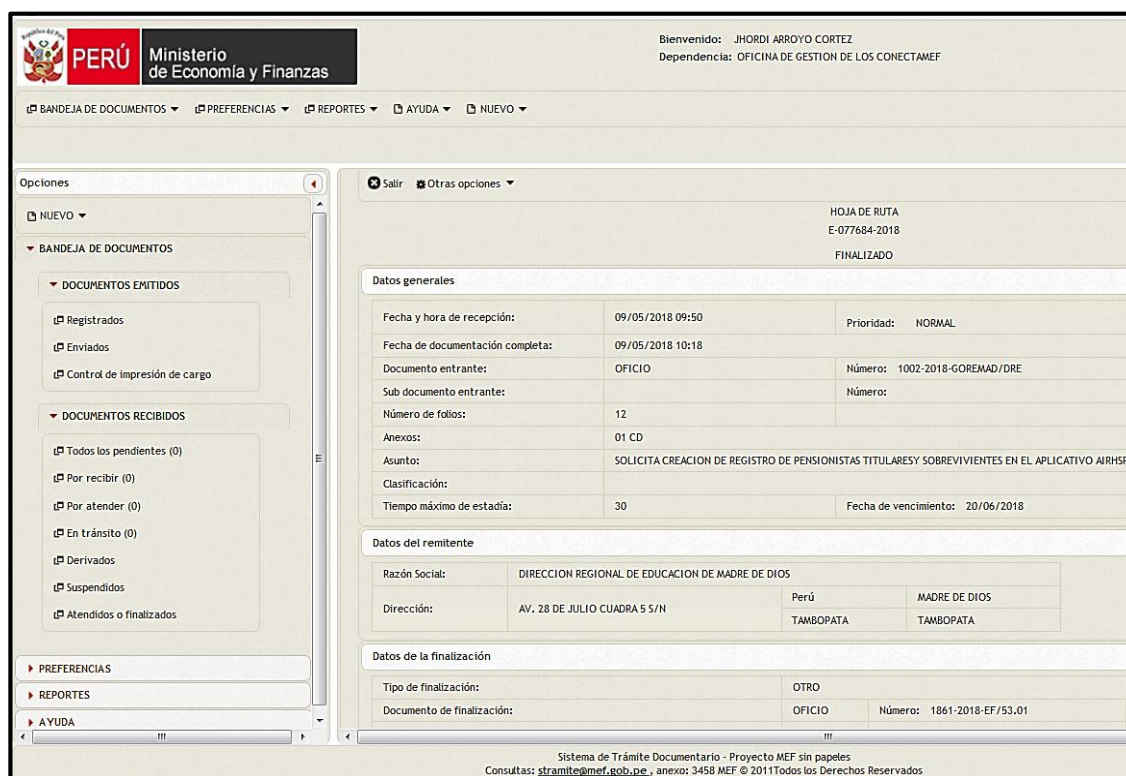 República del Perú
PERÚ
Ministerio
de Economía y Finanzas
Bienvenido: JHORDI ARROYO CORTEZ
Dependencia: OFICINA DE GESTION DE LOS CONECTAMEF
BANDEJA DE DOCUMENTOS PREFERENCIAS REPORTES AYUDA NUEVO
Opciones
NUEVO
BANDEJA DE DOCUMENTOS
DOCUMENTOS EMITIDOS
Registrados
Enviados
Control de impresión de cargo
DOCUMENTOS RECIBIDOS
Todos los pendientes (0)
Por recibir (0)
Por atender (0)
En tránsito (0)
Derivados
Suspendidos
Atendidos o finalizados
PREFERENCIAS
REPORTES
AYUDA
Salir Otras opciones
HOJA DE RUTA
E-077684-2018
FINALIZADO
Datos generales
Fecha y hora de recepción: 09/05/2018 09:50 Prioridad: NORMAL
Fecha de documentación completa: 09/05/2018 10:18
Documento entrante: OFICIO Número: 1002-2018-GOREMAD/DRE
Sub documento entrante: Número:
Número de folios: 12
Anexos: 01 CD
Asunto: SOLICITA CREACION DE REGISTRO DE PENSIONISTAS TITULARESY SOBREVIVIENTES EN EL APLICATIVO AIRHSP
Clasificación:
Tiempo máximo de estadía: 30 Fecha de vencimiento: 20/06/2018
Datos del remitente
Razón Social: DIRECCION REGIONAL DE EDUCACION DE MADRE DE DIOS
Dirección: AV. 28 DE JULIO CUADRA 5 S/N Perú MADRE DE DIOS
TAMBOPATA TAMBOPATA
Datos de la finalización
Tipo de finalización: OTRO
Documento de finalización: OFICIO Número: 1861-2018-EF/53.01
Sistema de Trámite Documentario - Proyecto MEF sin papeles
Consultas: stramite@mef.gob.pe , anexo: 3458 MEF © 2011Todos los Derechos Reservados